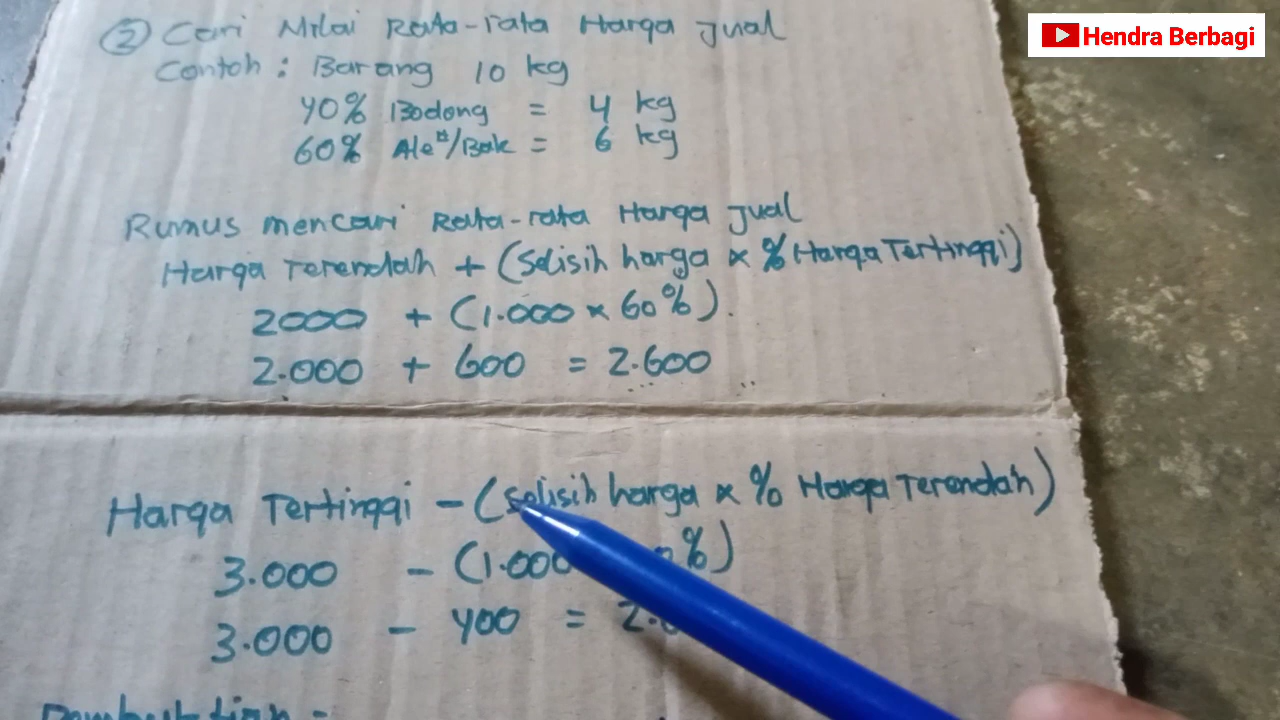 Hendra Berbagi
② Cari Nilai Rata-rata Harga Jual
Contoh : Barang 10 kg
40% Bodong = 4 kg
60% Ale²/Bak = 6 kg
Rumus mencari Rata-rata Harga Jual
Harga Terendah + (Selisih harga x % Harga Tertinggi)
2000 + (1.000 x 60%).
2.000 + 600 = 2.600
Harga Tertinggi - (Selisih harga x % Harga Terendah)
3.000 - (1.000 %)
3.000 - 400 =